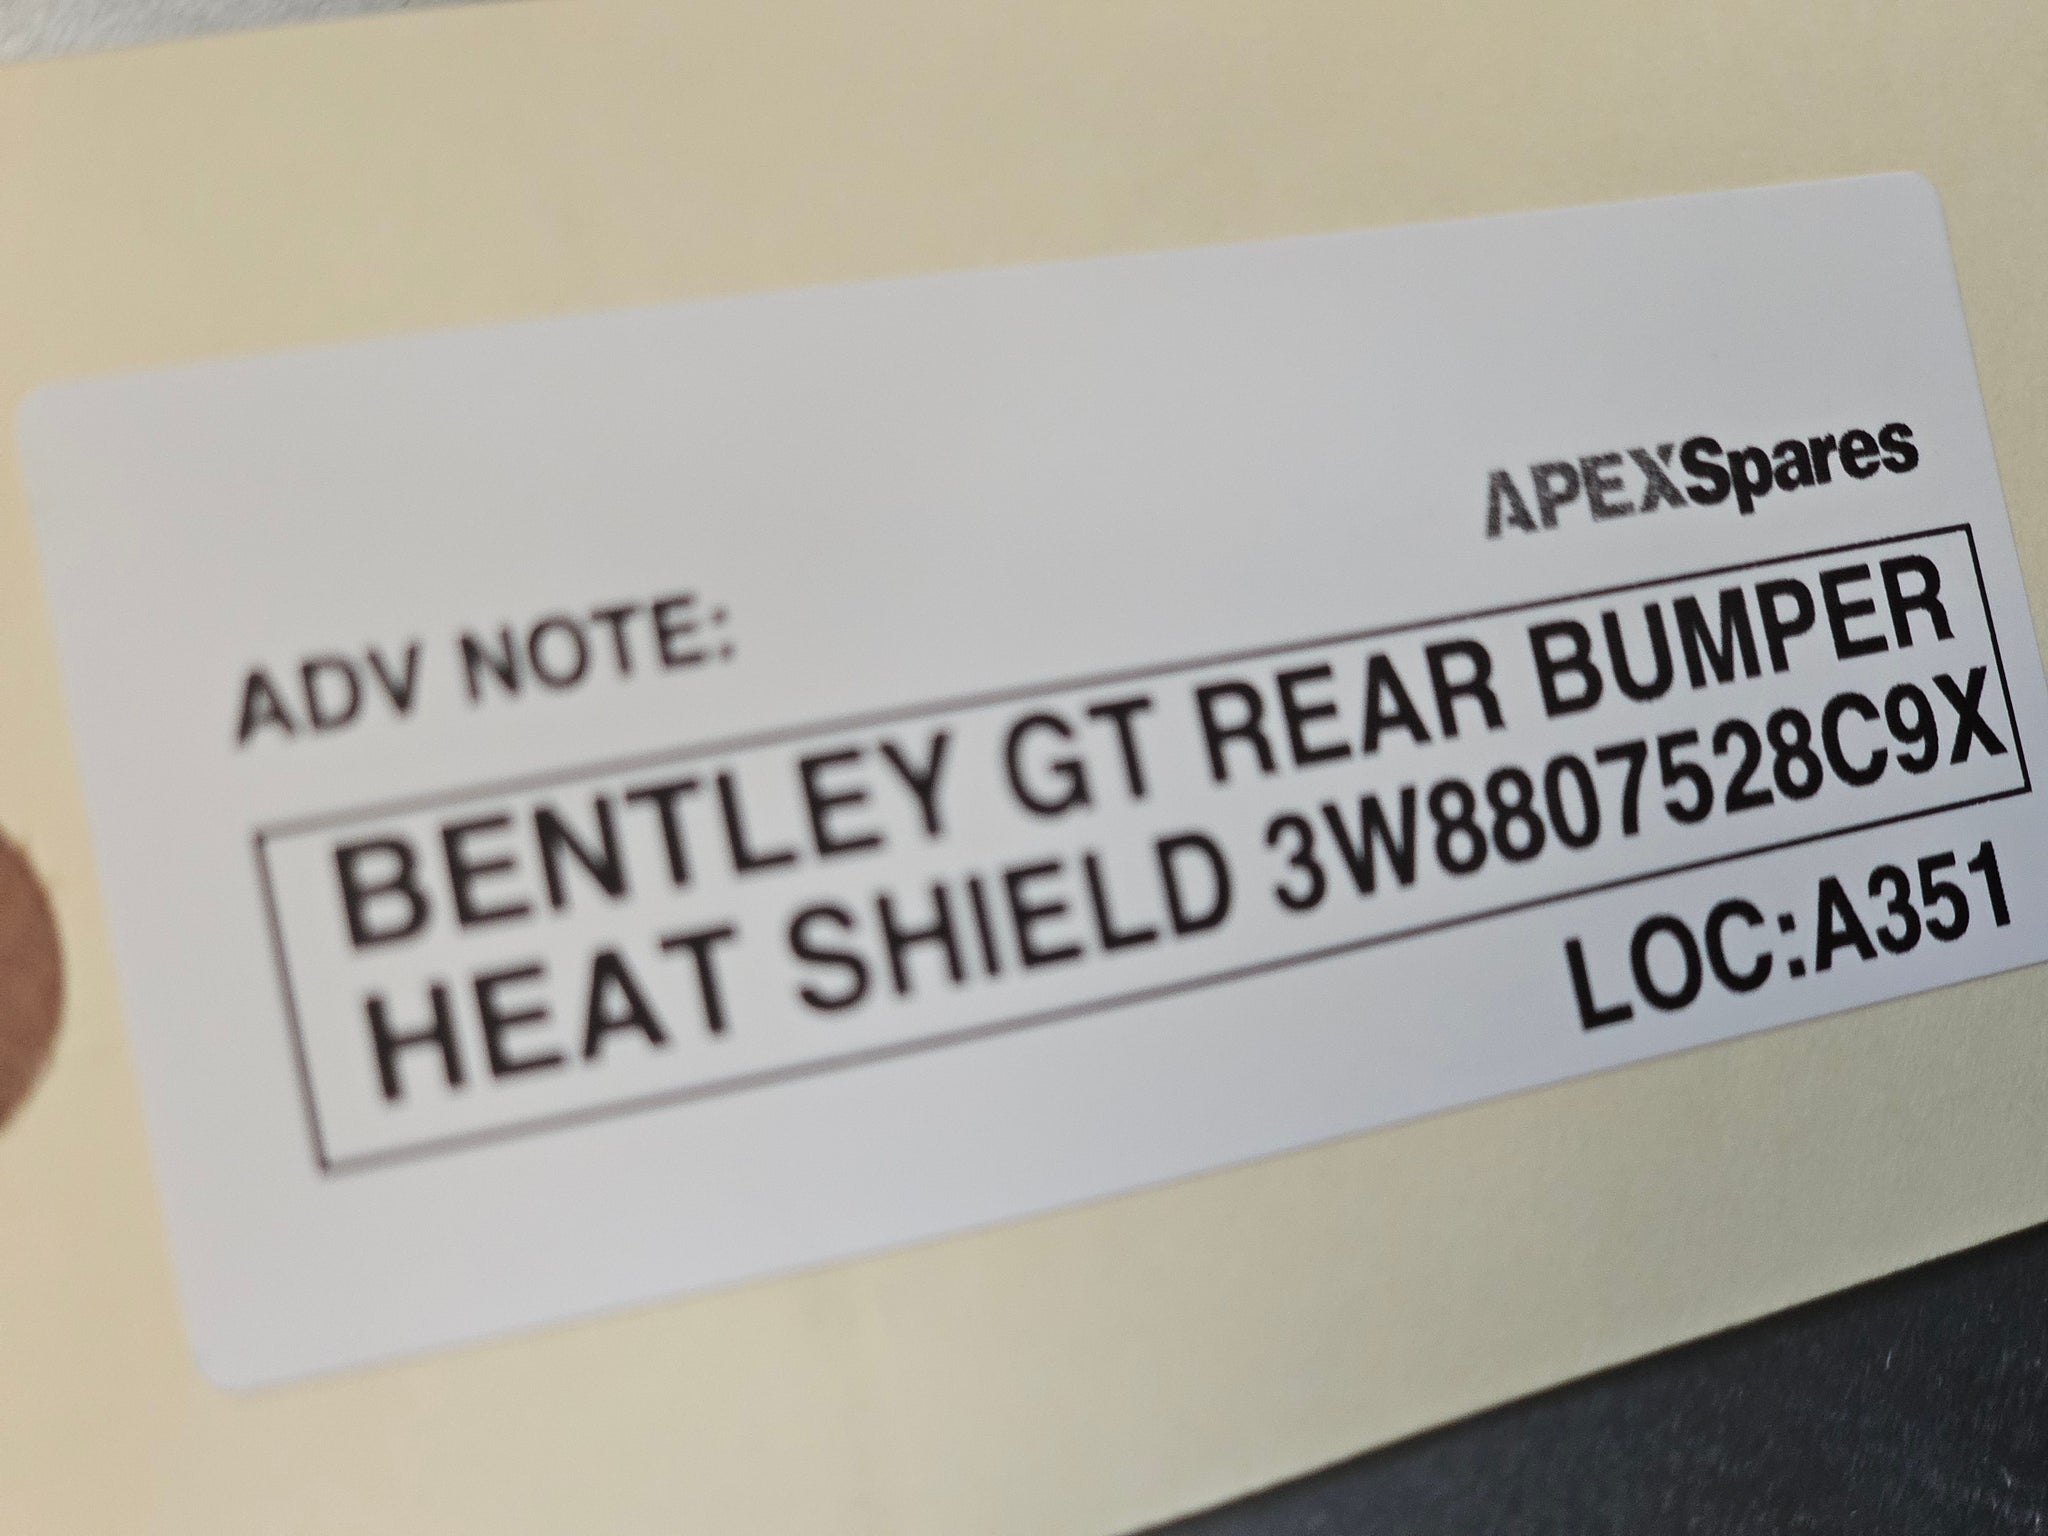 APEXSpares
ADV NOTE:
BENTLEY GT REAR BUMPER
HEAT SHIELD 3W8807528C9X
LOC:A351